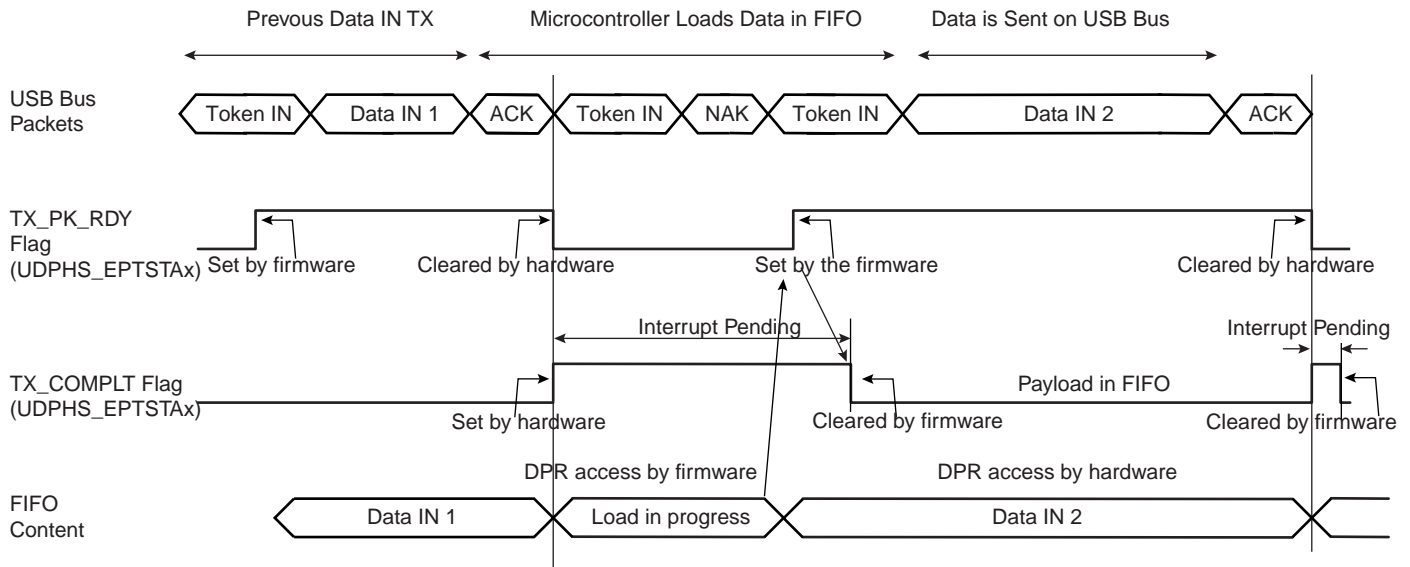 Prevous Data IN TX
Microcontroller Loads Data in FIFO
Data is Sent on USB Bus
USB Bus
Packets
Token IN
Data IN 1
ACK
Token IN
NAK
Token IN
Data IN 2
ACK
TX_PK_RDY
Flag
(UDPHS_EPTSTAx)
Set by firmware
Cleared by hardware
Set by the firmware
Cleared by hardware
Interrupt Pending
Interrupt Pending
TX_COMPLT Flag
(UDPHS_EPTSTAx)
Payload in FIFO
Set by hardware
Cleared by firmware
Cleared by firmware
DPR access by firmware
DPR access by hardware
FIFO
Content
Data IN 1
Load in progress
Data IN 2